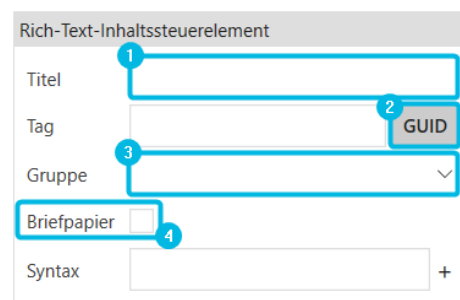 Rich-Text-Inhaltssteuerelement
1
Titel
2
Tag GUID
3
Gruppe
Briefpapier
4
Syntax +